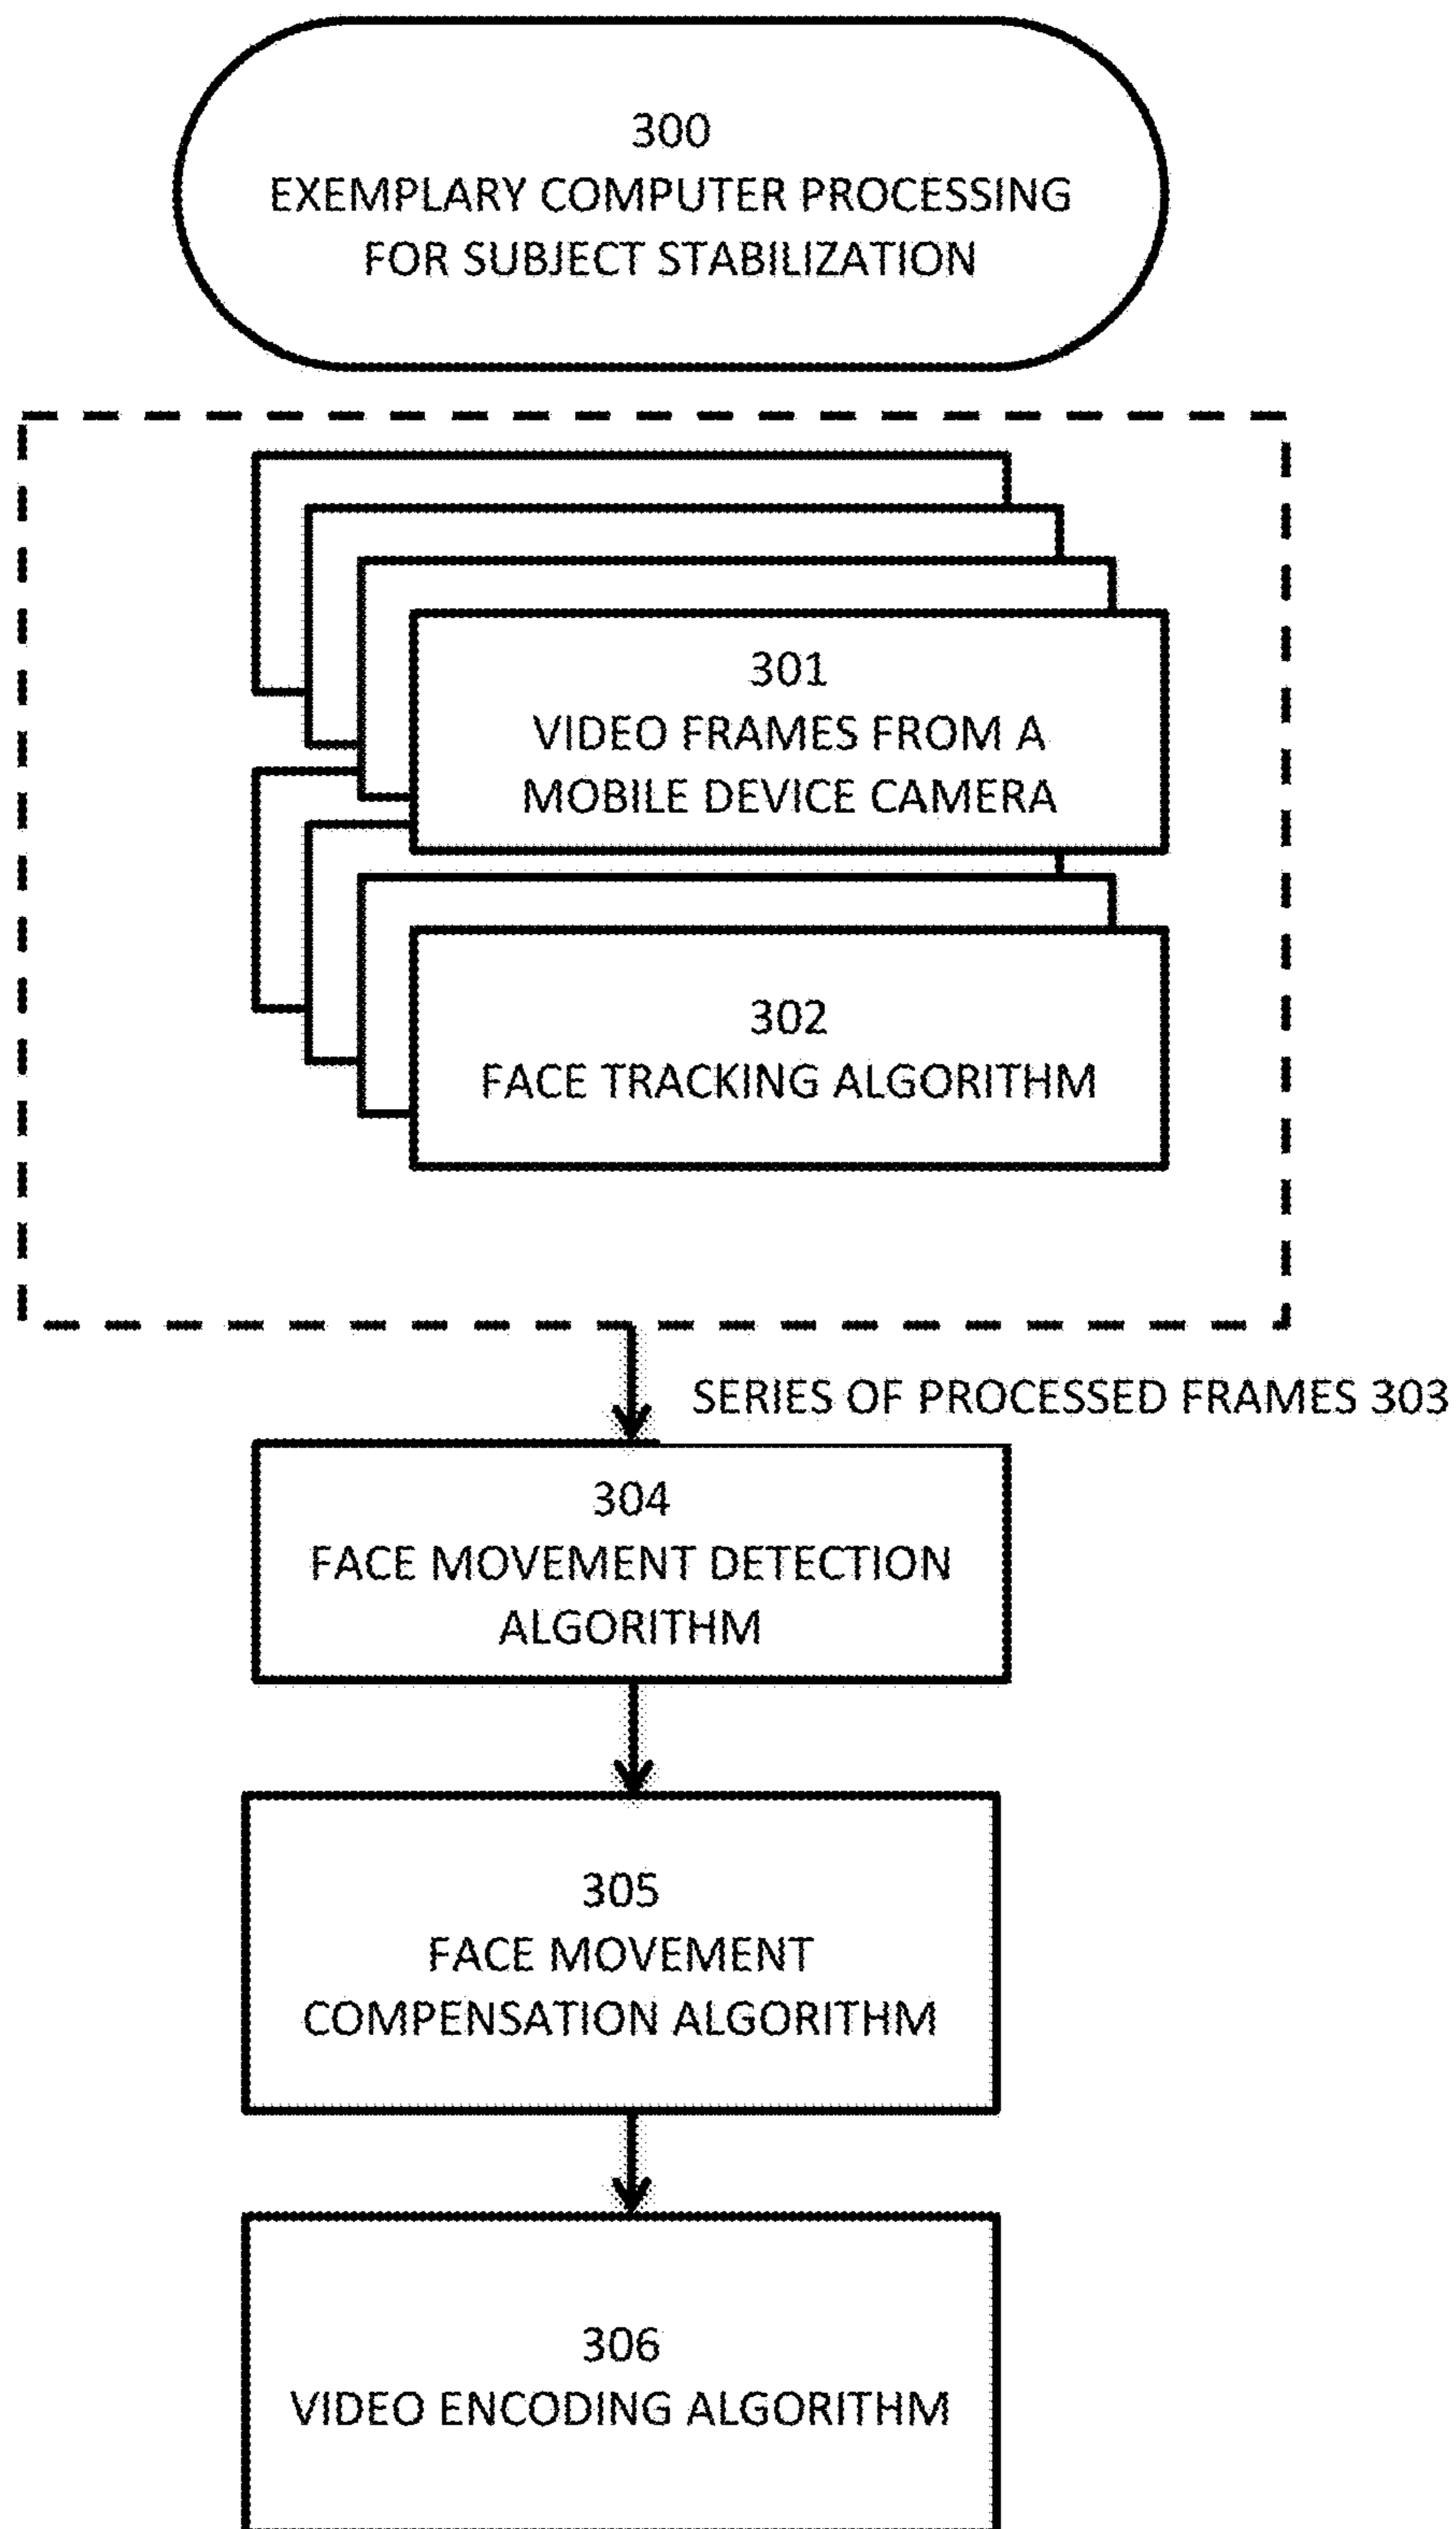 300
EXEMPLARY COMPUTER PROCESSING
FOR SUBJECT STABILIZATION
301
VIDEO FRAMES FROM A
MOBILE DEVICE CAMERA
302
FACE TRACKING ALGORITHM
SERIES OF PROCESSED FRAMES 303
304
FACE MOVEMENT DETECTION
ALGORITHM
305
FACE MOVEMENT
COMPENSATION ALGORITHM
306
VIDEO ENCODING ALGORITHM